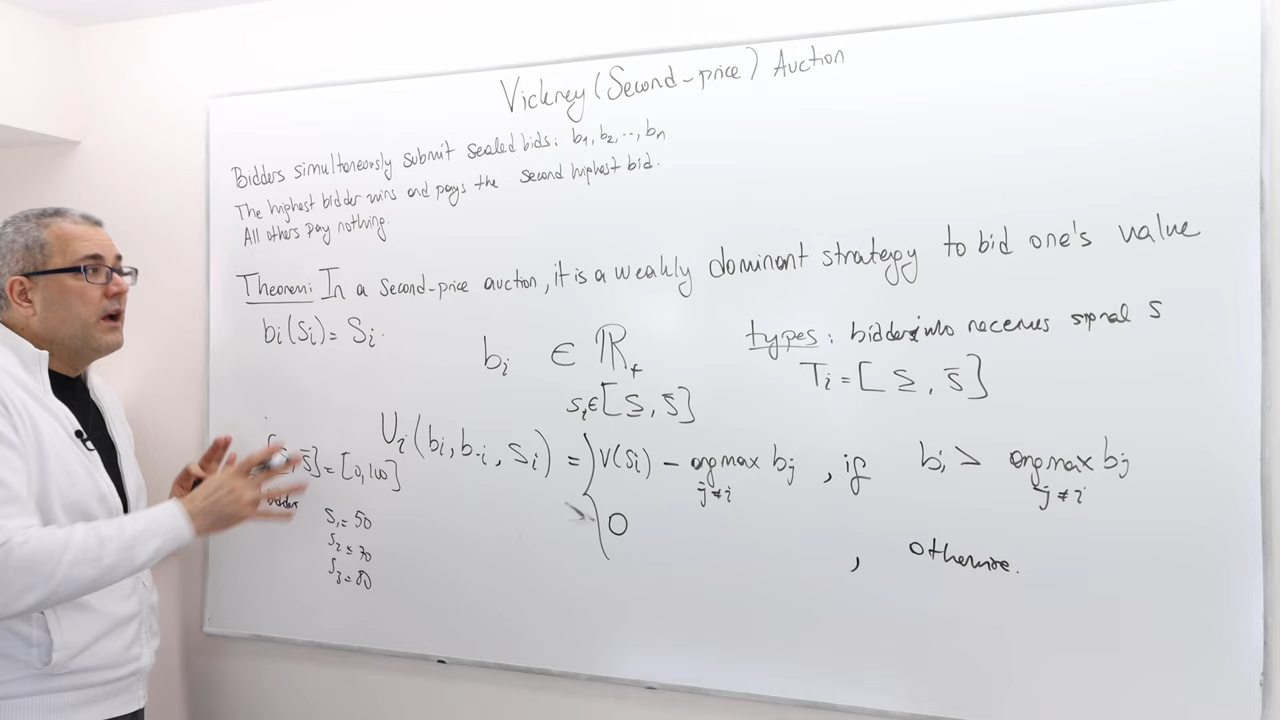 Vickrey (Second-price) Auction
Bidders simultaneously submit sealed bids: b₁, b₂, .., bₙ
The highest bidder wins and pays the second highest bid.
All others pay nothing.
Theorem: In a second-price auction, it is a weakly dominant strategy to bid one's value
bᵢ(sᵢ) = sᵢ.
types: bidders who receives signal s
bᵢ ∈ ℝ₊
Tᵢ = [s̲, s̄]
sᵢ ∈ [s̲, s̄]
Uᵢ(bᵢ, b₋ᵢ, sᵢ) = { V(sᵢ) − argmax bⱼ , if bᵢ > argmax bⱼ
j≠i j≠i
s̄] = [0,100]
0 , otherwise.
bidders
s₁ = 50
s₂ = 70
s₃ = 80